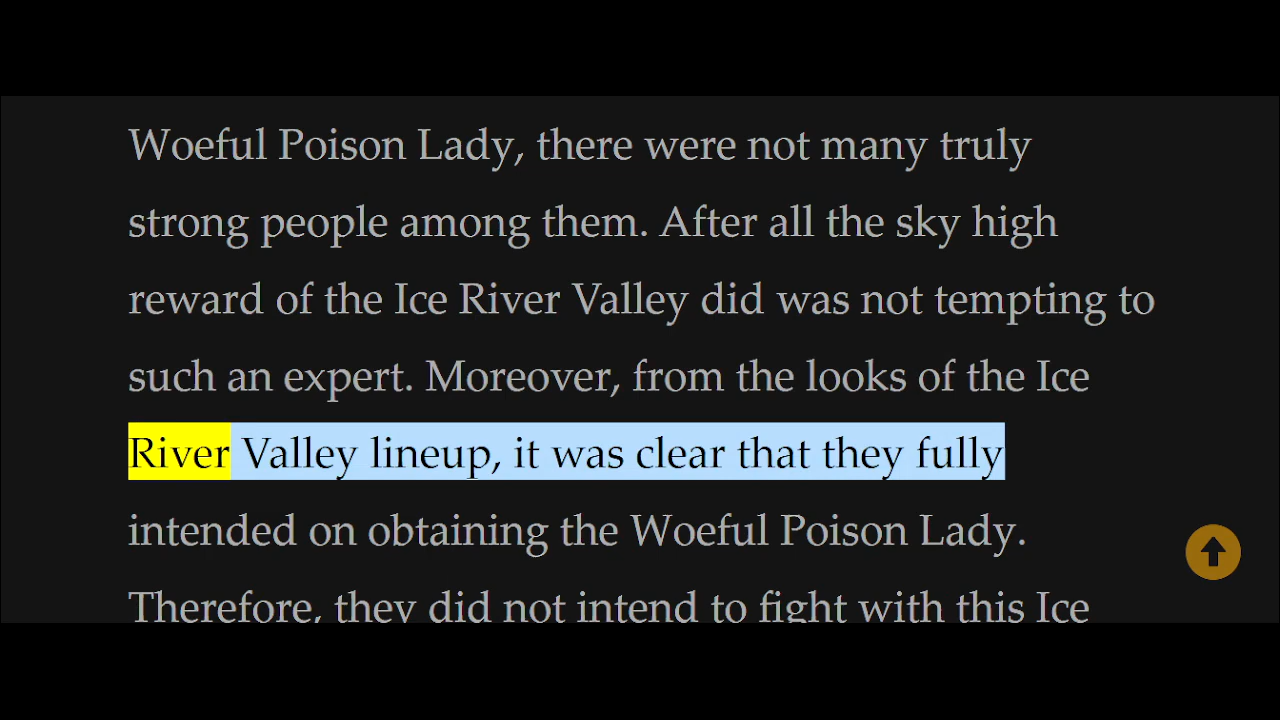 Woeful Poison Lady, there were not many truly
strong people among them. After all the sky high
reward of the Ice River Valley did was not tempting to
such an expert. Moreover, from the looks of the Ice
River Valley lineup, it was clear that they fully
intended on obtaining the Woeful Poison Lady.
Therefore, they did not intend to fight with this Ice